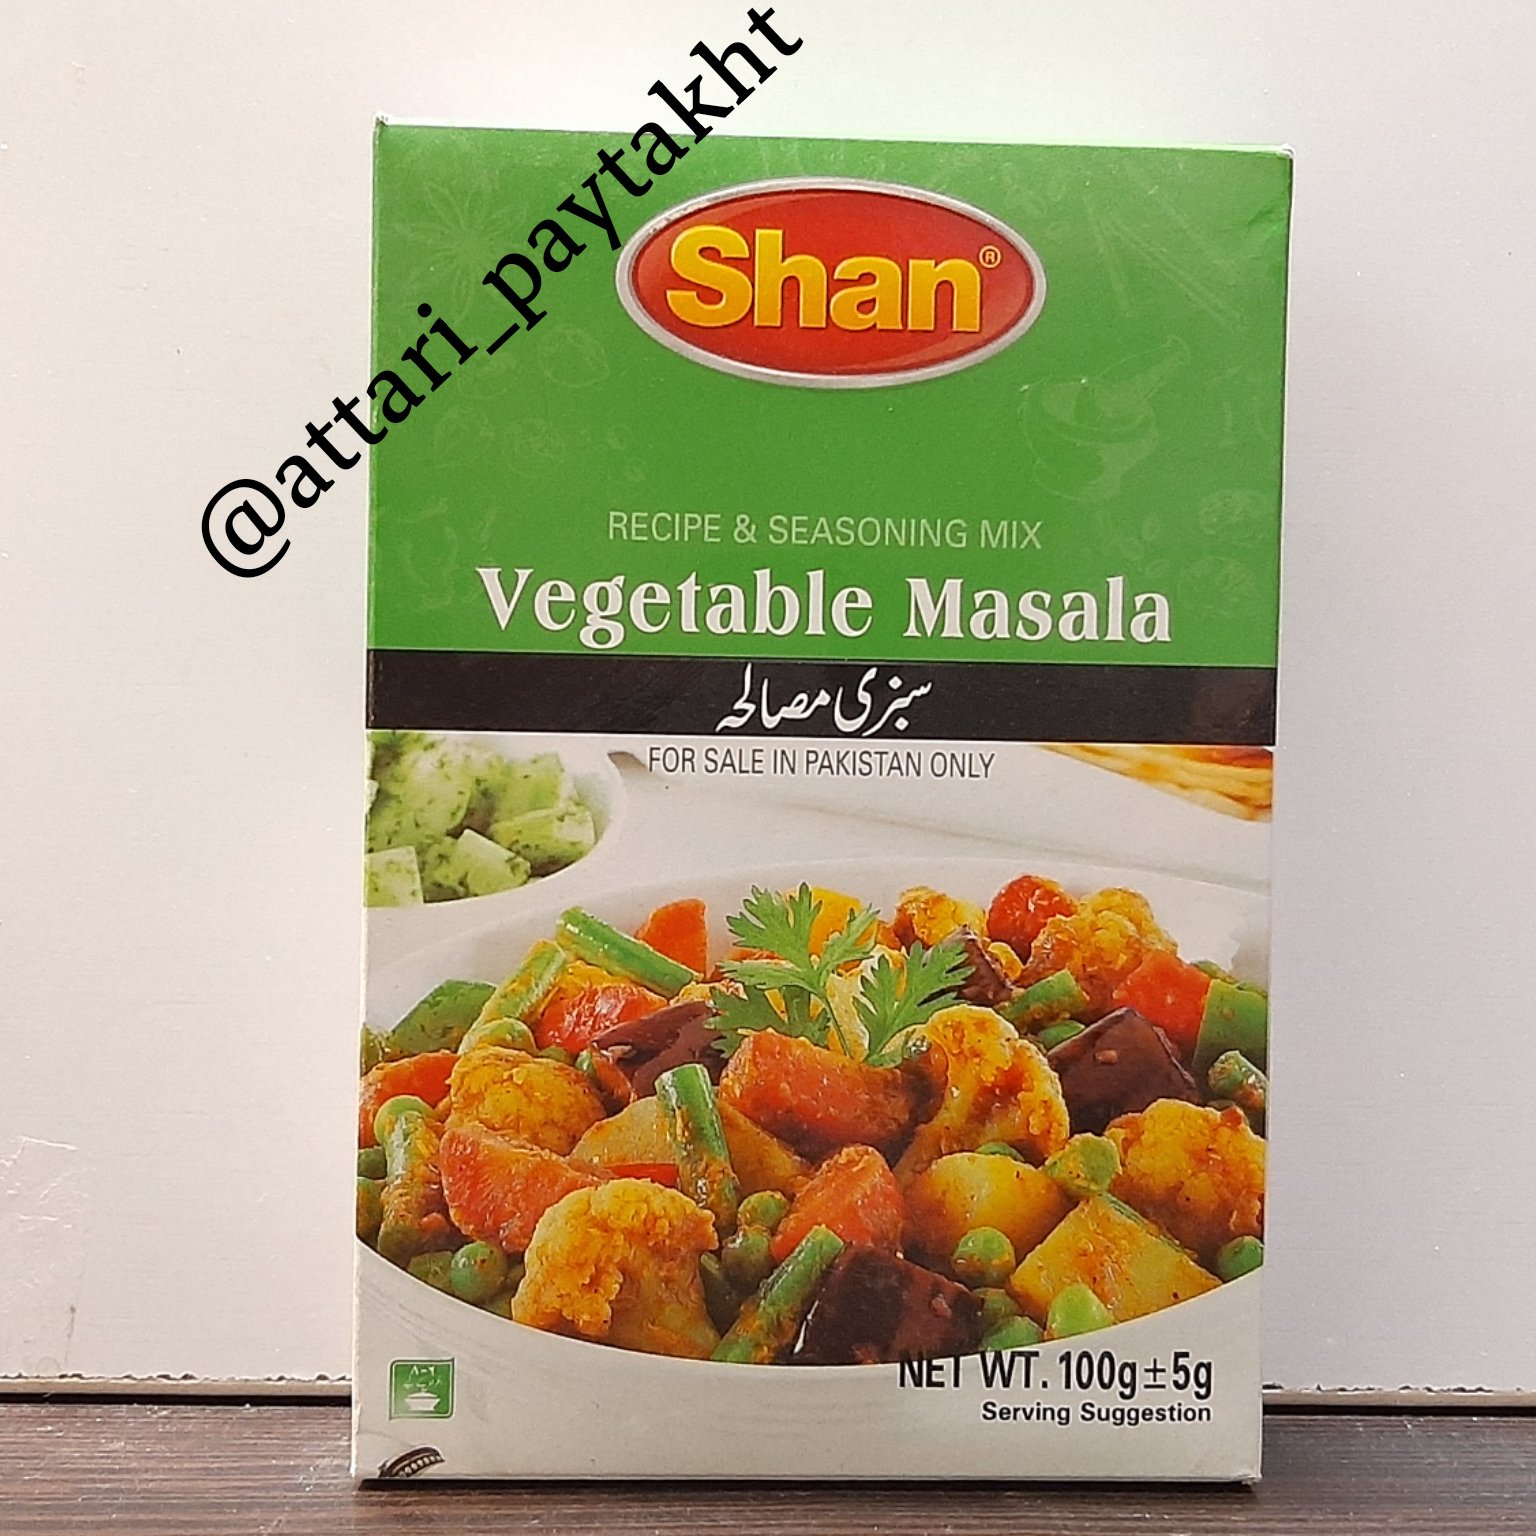 @attari_paytakht
Shan®
RECIPE & SEASONING MIX
Vegetable Masala
سبزی مصالحہ
FOR SALE IN PAKISTAN ONLY
NET WT. 100g±5g
Serving Suggestion